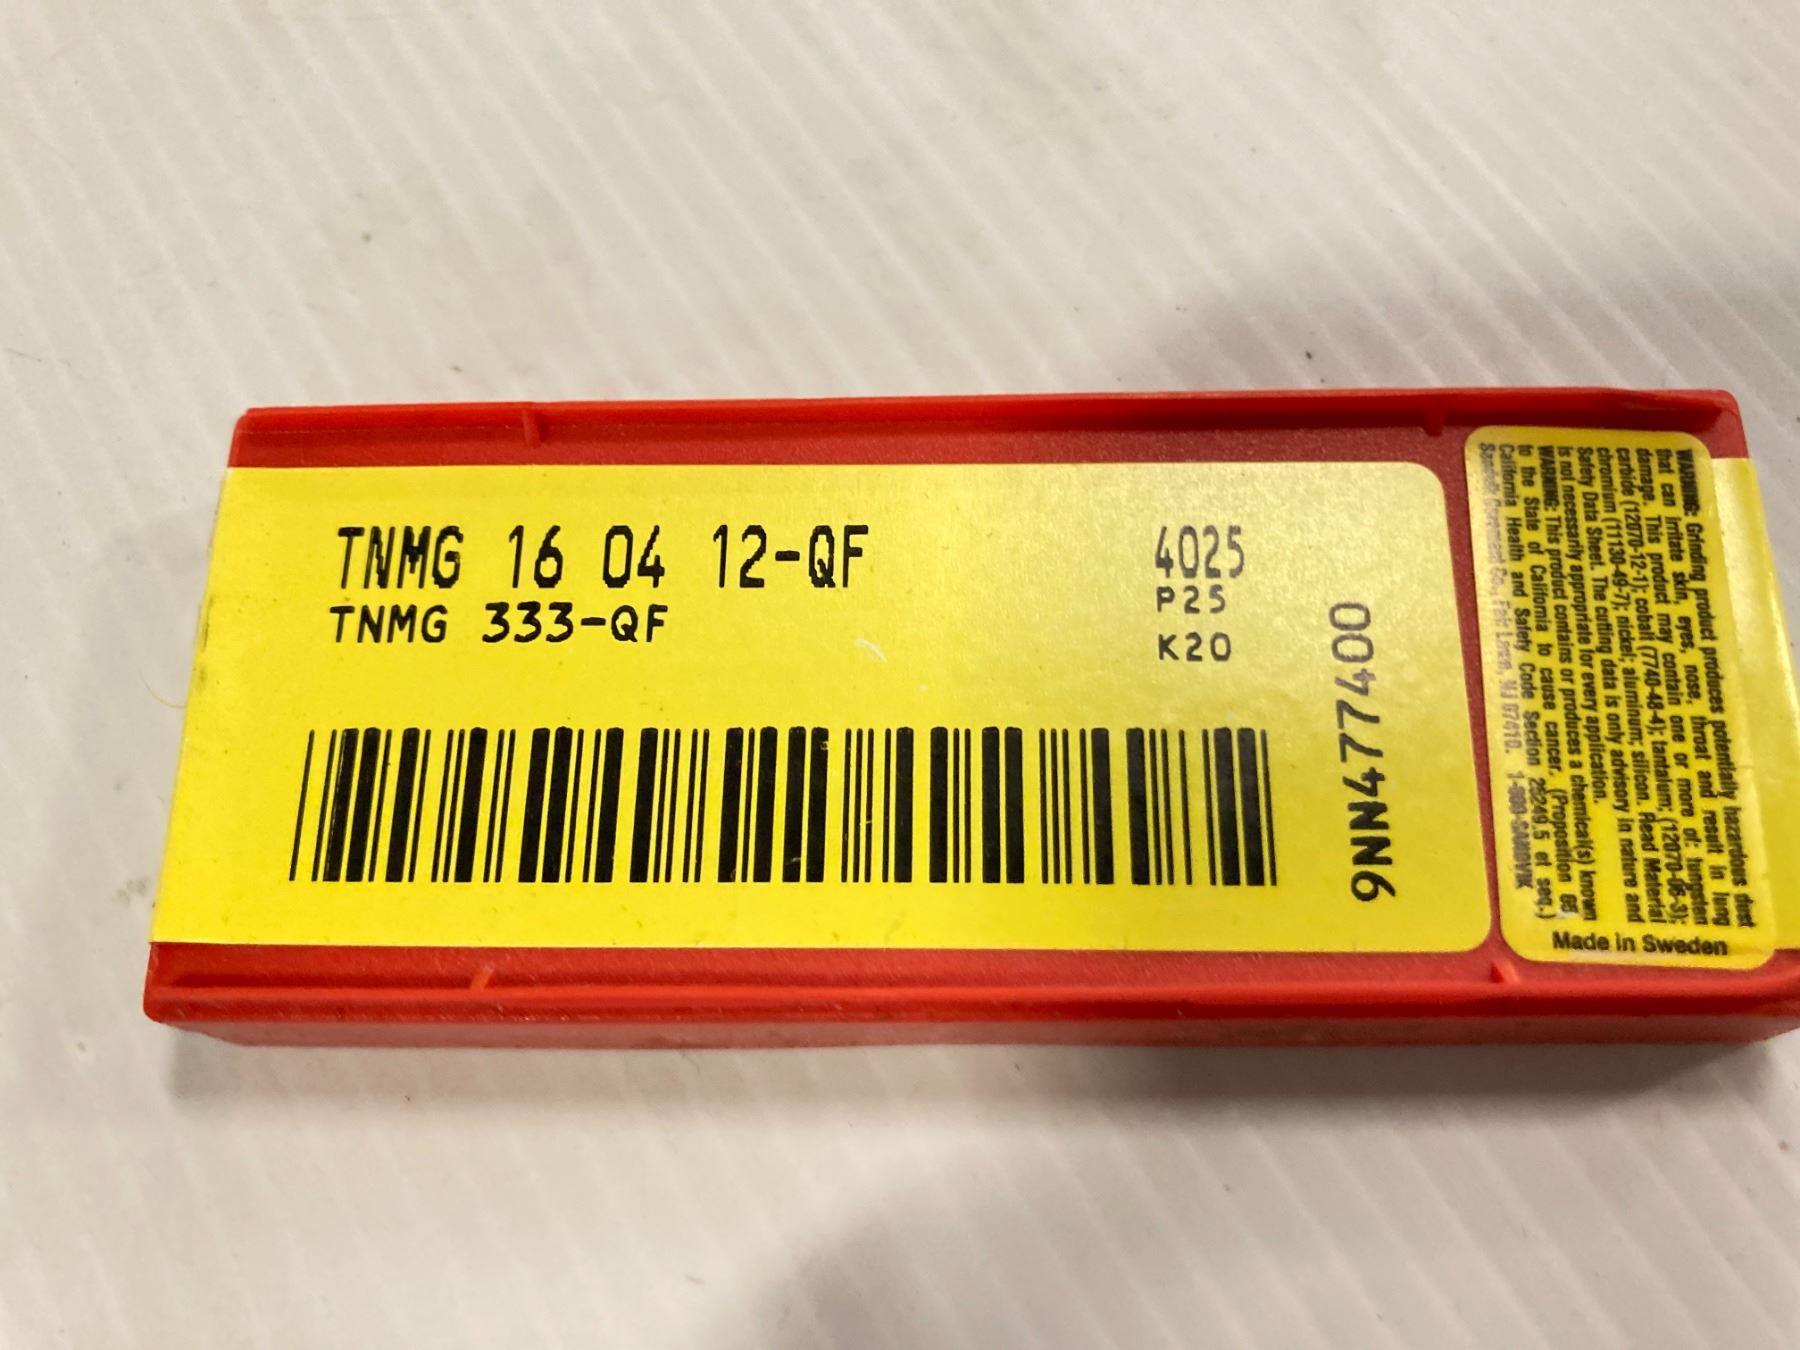 TNMG 16 04 12-QF
4025
TNMG 333-QF
P25
K20
9NN477400
WARNING: Grinding product produces potentially hazardous dust
that can irritate skin, eyes, nose, throat and result in lung
damage. This product may contain one or more of: tungsten
carbide (12070-12-1); cobalt (7740-48-4); tantalum; (12070-06-3);
chromium (11130-49-7); nickel; aluminum; silicon. Read Material
Safety Data Sheet. The cutting data is only advisory in nature and
is not necessarily appropriate for every application.
WARNING: This product contains or produces a chemical(s) known
to the State of California to cause cancer. (Proposition 65
California Health and Safety Code Section 25249.5 et seq.)
Fair Lawn, NJ 07410.
Made in Sweden